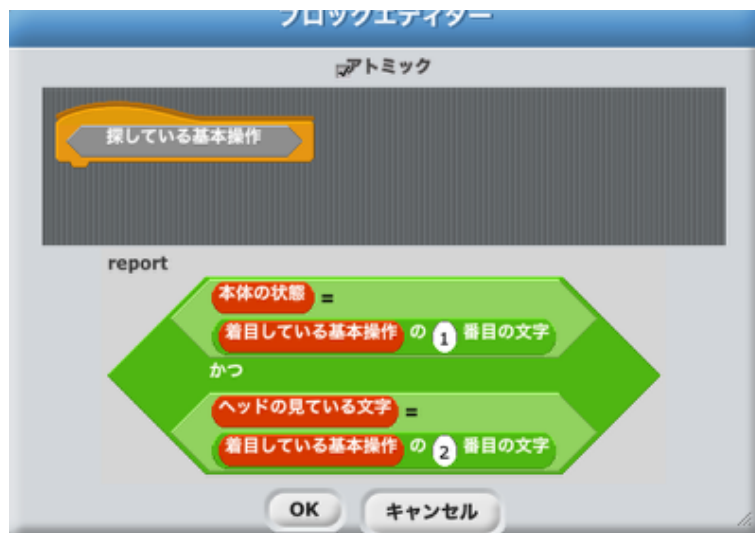 ブロックエディター
アトミック
探している基本操作
report
本体の状態 =
着目している基本操作 の 1 番目の文字
かつ
ヘッドの見ている文字 =
着目している基本操作 の 2 番目の文字
OK キャンセル